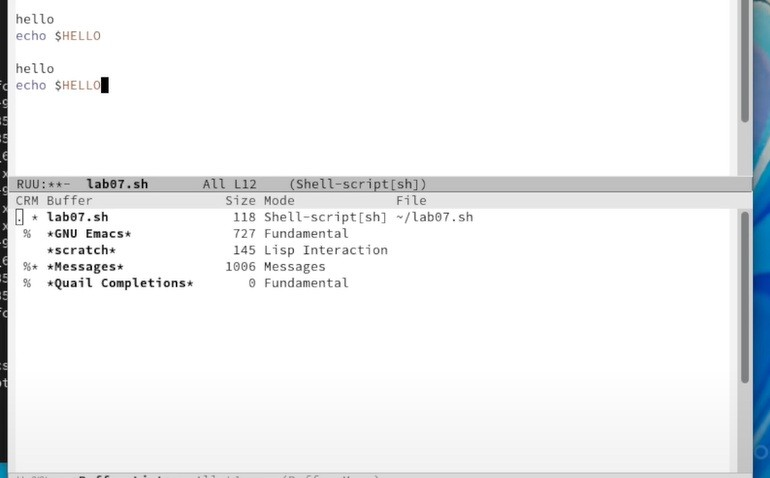 hello
echo $HELLO
hello
echo $HELLO
RUU:**-  lab07.sh       All L12    (Shell-script[sh])
CRM Buffer                Size Mode            File
. * lab07.sh               118 Shell-script[sh] ~/lab07.sh
 %  *GNU Emacs*            727 Fundamental
    *scratch*              145 Lisp Interaction
 %* *Messages*            1006 Messages
 %  *Quail Completions*      0 Fundamental